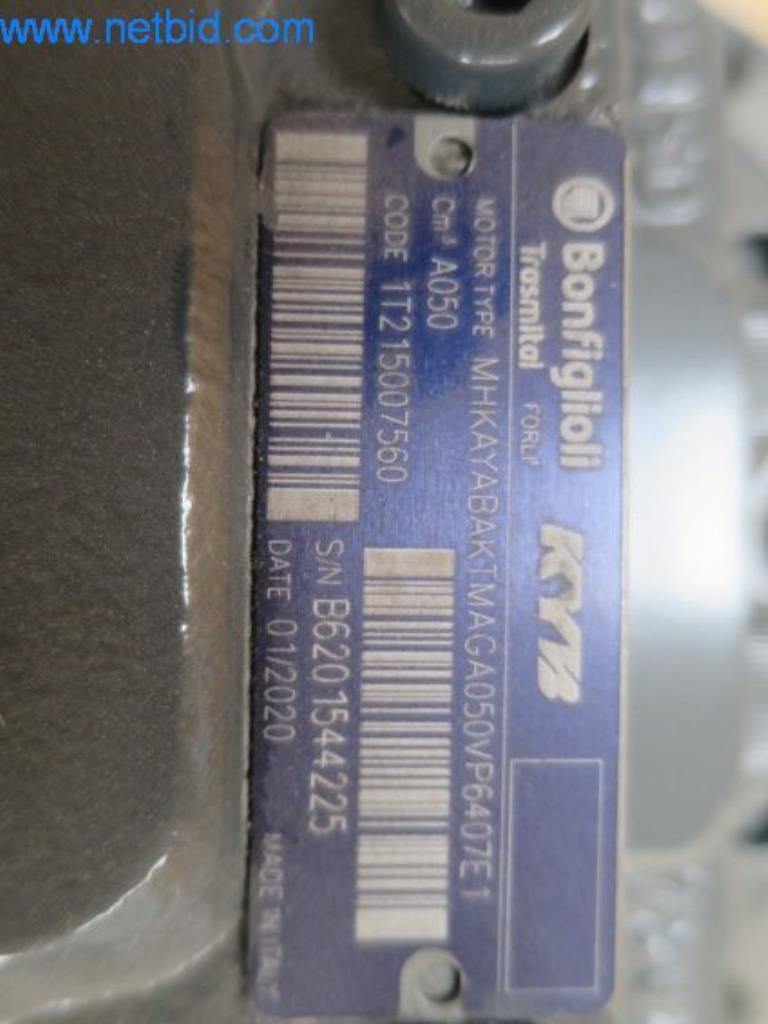 www.netbid.com
Bonfiglioli
Trasmital FORLI'
KYB
MOTOR TYPE MHKAYABAKTMAGA050VP6407E1
Cm³ A050
CODE 1T215007560
S/N B6201544225
DATE 01/2020
MADE IN ITALY